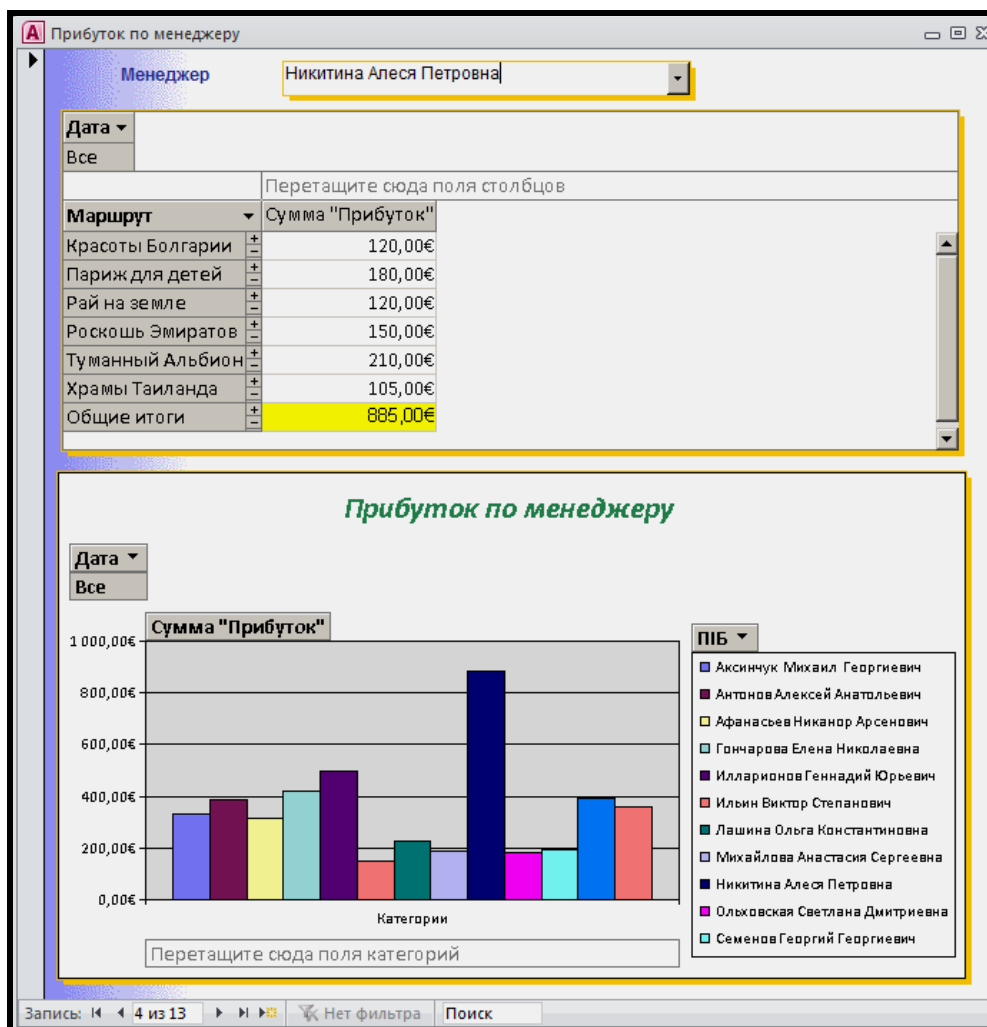 Прибуток по менеджеру
Менеджер
Никитина Алеся Петровна
Дата
Все
Перетащите сюда поля столбцов
Маршрут Сумма "Прибуток"
Красоты Болгарии 120,00€
Париж для детей 180,00€
Рай на земле 120,00€
Роскошь Эмиратов 150,00€
Туманный Альбион 210,00€
Храмы Таиланда 105,00€
Общие итоги 885,00€
Прибуток по менеджеру
Дата
Все
Сумма "Прибуток"
1 000,00€
800,00€
600,00€
400,00€
200,00€
0,00€
Категории
Перетащите сюда поля категорий
ПІБ
Аксинчук Михаил Георгиевич
Антонов Алексей Анатольевич
Афанасьев Никанор Арсенович
Гончарова Елена Николаевна
Илларионов Геннадий Юрьевич
Ильин Виктор Степанович
Лашина Ольга Константиновна
Михайлова Анастасия Сергеевна
Никитина Алеся Петровна
Ольховская Светлана Дмитриевна
Семенов Георгий Георгиевич
Запись: 4 из 13 Нет фильтра Поиск